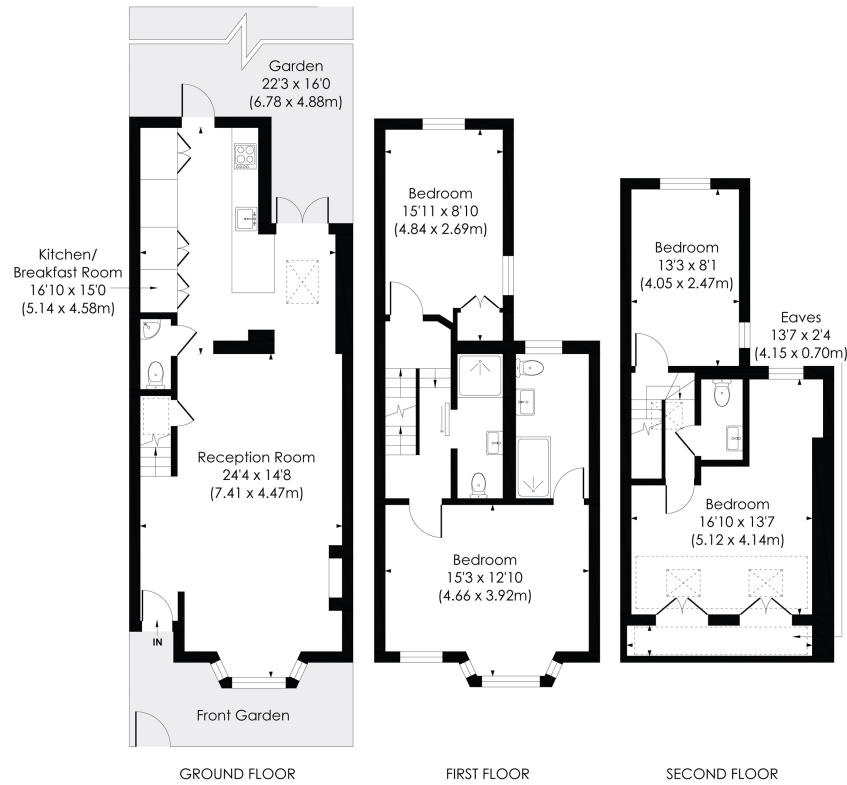 Garden
22'3 x 16'0
(6.78 x 4.88m)
Kitchen/
Breakfast Room
16'10 x 15'0
(5.14 x 4.58m)
Reception Room
24'4 x 14'8
(7.41 x 4.47m)
IN
Front Garden
GROUND FLOOR
Bedroom
15'11 x 8'10
(4.84 x 2.69m)
Bedroom
15'3 x 12'10
(4.66 x 3.92m)
FIRST FLOOR
Bedroom
13'3 x 8'1
(4.05 x 2.47m)
Eaves
13'7 x 2'4
(4.15 x 0.70m)
Bedroom
16'10 x 13'7
(5.12 x 4.14m)
SECOND FLOOR